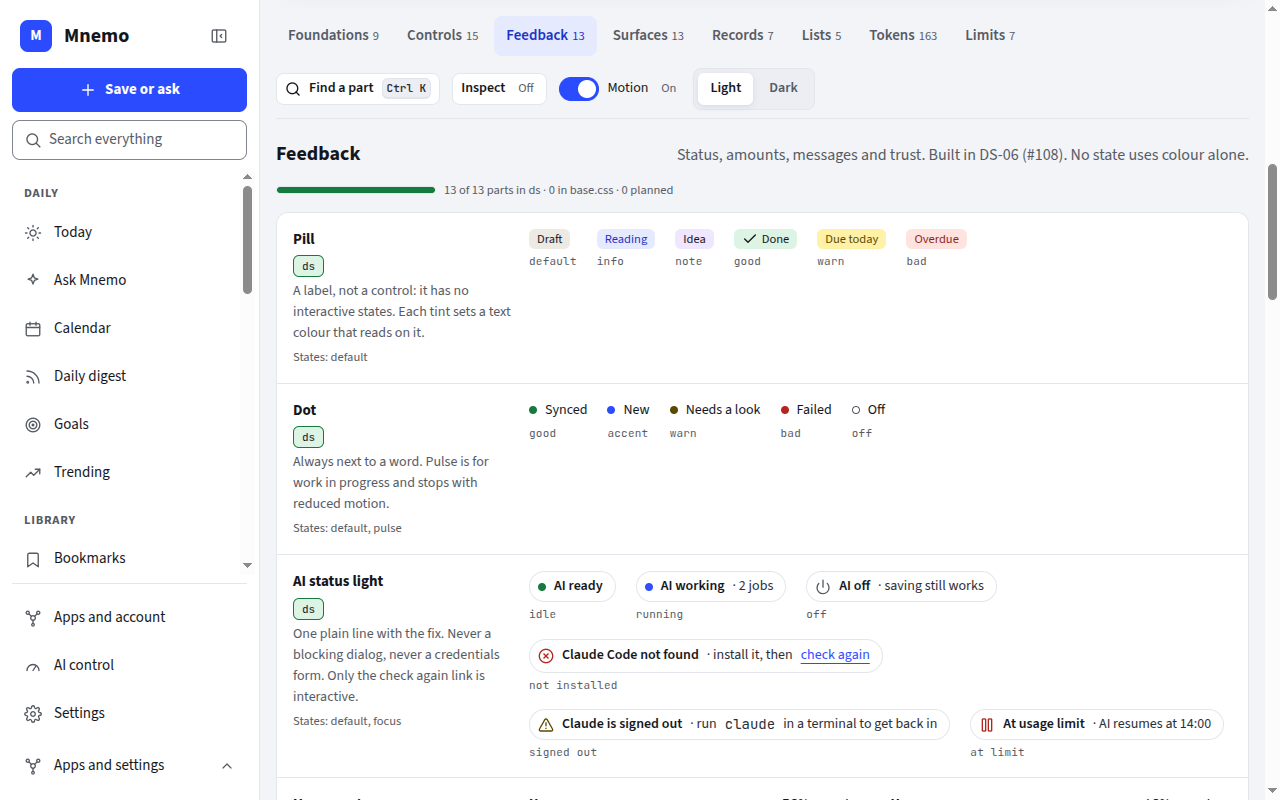 M Mnemo
Save or ask
Search everything
DAILY
Today
Ask Mnemo
Calendar
Daily digest
Goals
Trending
LIBRARY
Bookmarks
Apps and account
AI control
Settings
Apps and settings
Foundations 9 Controls 15 Feedback 13 Surfaces 13 Records 7 Lists 5 Tokens 163 Limits 7
Find a part Ctrl K Inspect Off Motion On Light Dark
Feedback
Status, amounts, messages and trust. Built in DS-06 (#108). No state uses colour alone.
13 of 13 parts in ds · 0 in base.css · 0 planned
Pill
ds
A label, not a control: it has no
interactive states. Each tint sets a text
colour that reads on it.
States: default
Draft Reading Idea Done Due today Overdue
default info note good warn bad
Dot
ds
Always next to a word. Pulse is for
work in progress and stops with
reduced motion.
States: default, pulse
Synced New Needs a look Failed Off
good accent warn bad off
AI status light
ds
One plain line with the fix. Never a
blocking dialog, never a credentials
form. Only the check again link is
interactive.
States: default, focus
AI ready AI working · 2 jobs AI off · saving still works
idle running off
Claude Code not found · install it, then check again
not installed
Claude is signed out · run claude in a terminal to get back in At usage limit · AI resumes at 14:00
signed out at limit